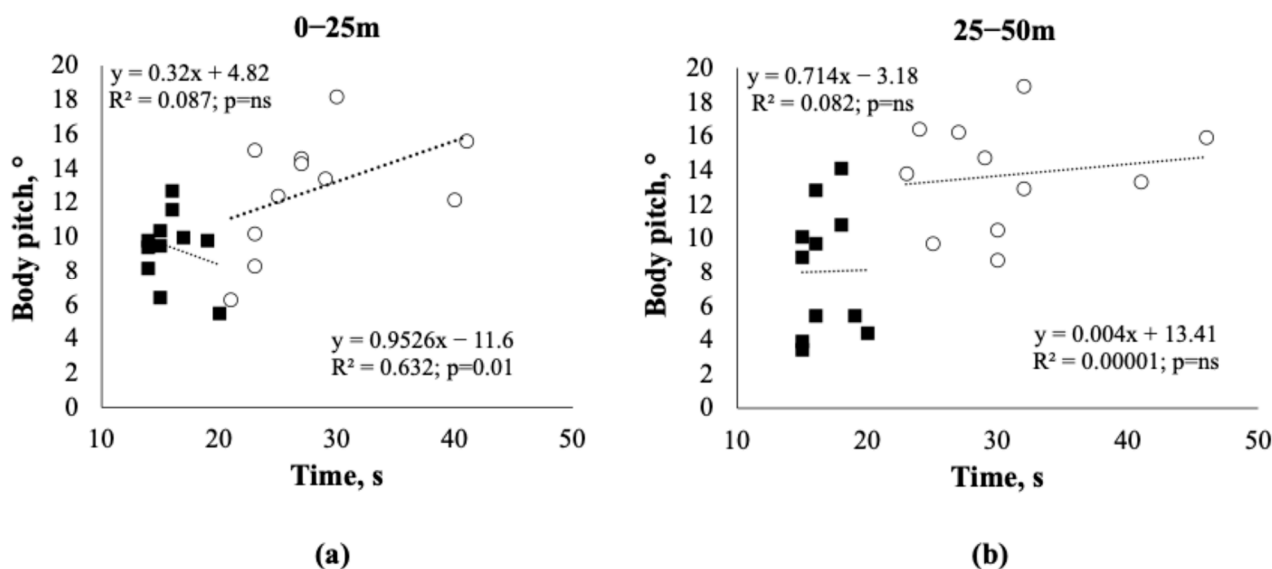 0−25m
y = 0.32x + 4.82
R² = 0.087; p=ns
Body pitch, °
20
18
16
14
12
10
8
6
4
2
0
y = 0.9526x − 11.6
R² = 0.632; p=0.01
10 20 30 40 50
Time, s
(a)
25−50m
y = 0.714x − 3.18
R² = 0.082; p=ns
Body pitch, °
20
18
16
14
12
10
8
6
4
2
0
y = 0.004x + 13.41
R² = 0.00001; p=ns
10 20 30 40 50
Time, s
(b)